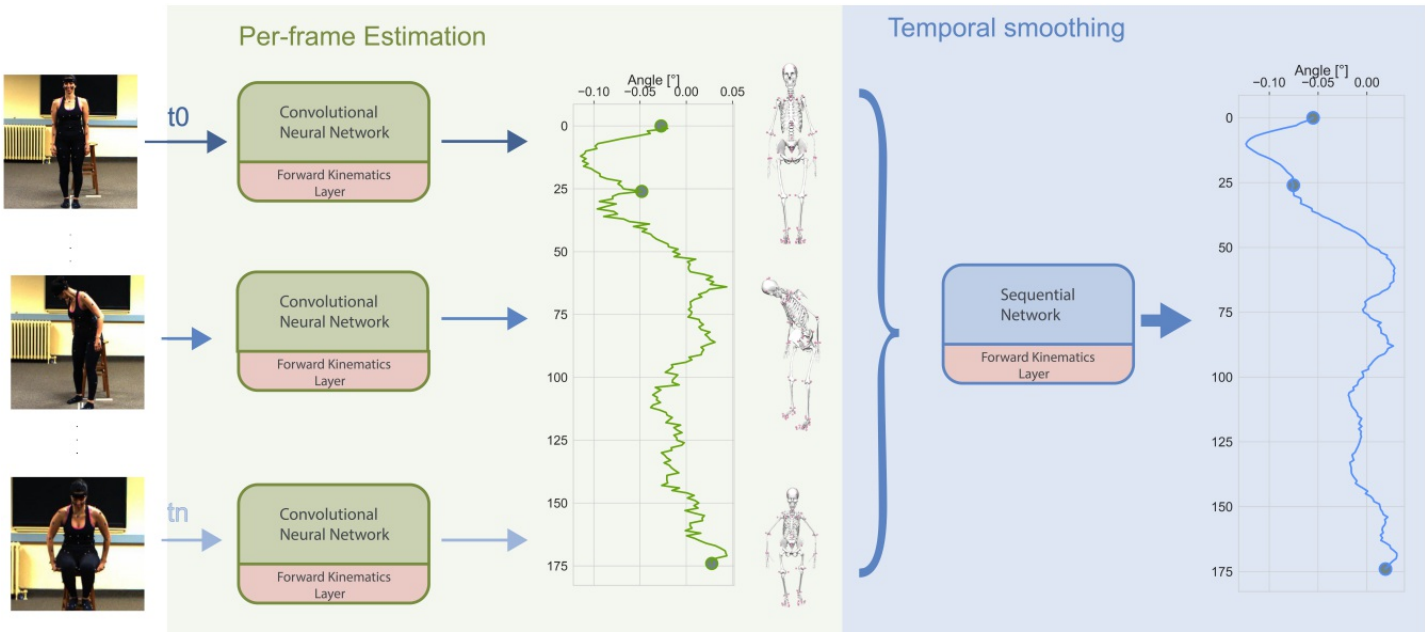 Per-frame Estimation
Temporal smoothing
t0
Convolutional
Neural Network
Forward Kinematics
Layer
Convolutional
Neural Network
Forward Kinematics
Layer
tn
Convolutional
Neural Network
Forward Kinematics
Layer
Angle [°]
−0.10 −0.05 0.00 0.05
0
25
50
75
100
125
150
175
Sequential
Network
Forward Kinematics
Layer
Angle [°]
−0.10 −0.05 0.00
0
25
50
75
100
125
150
175